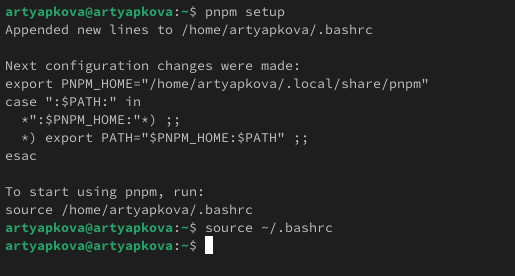 artyapkova@artyapkova:~$ pnpm setup
Appended new lines to /home/artyapkova/.bashrc

Next configuration changes were made:
export PNPM_HOME="/home/artyapkova/.local/share/pnpm"
case ":$PATH:" in
  *":$PNPM_HOME:"*) ;;
  *) export PATH="$PNPM_HOME:$PATH" ;;
esac

To start using pnpm, run:
source /home/artyapkova/.bashrc
artyapkova@artyapkova:~$ source ~/.bashrc
artyapkova@artyapkova:~$